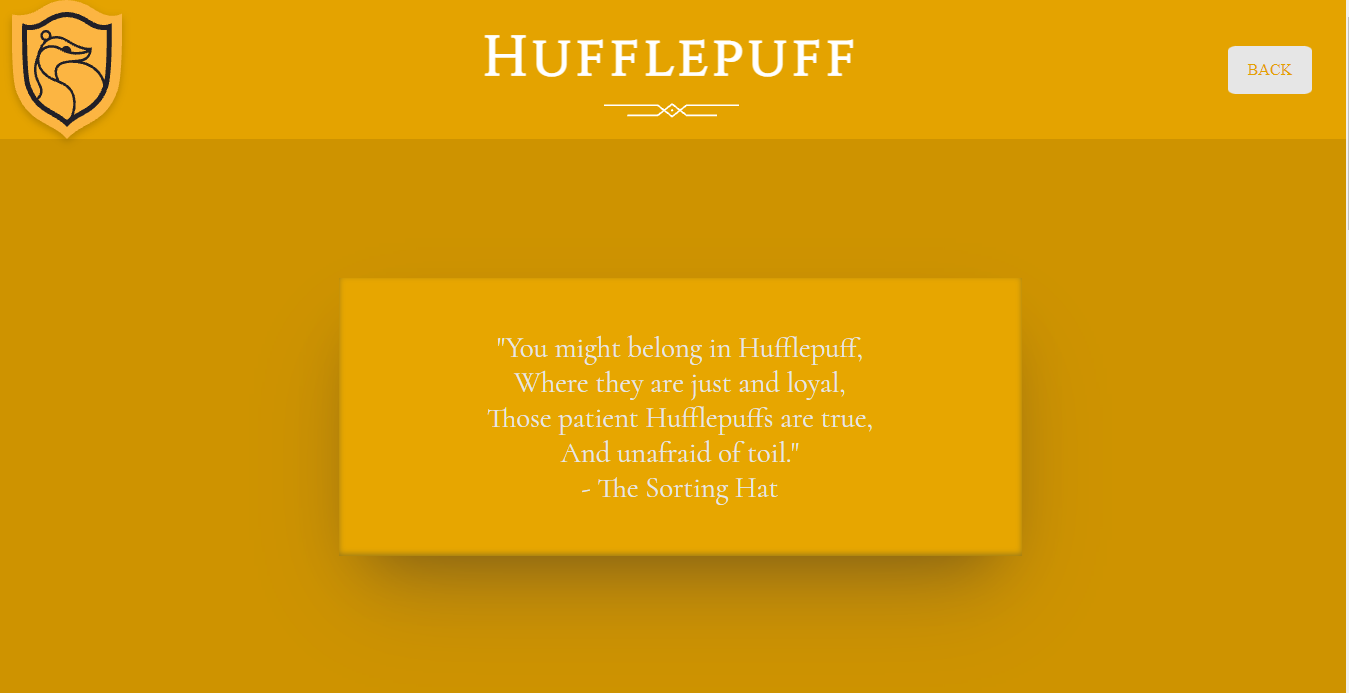 HUFFLEPUFF
BACK
"You might belong in Hufflepuff,
Where they are just and loyal,
Those patient Hufflepuffs are true,
And unafraid of toil."
- The Sorting Hat